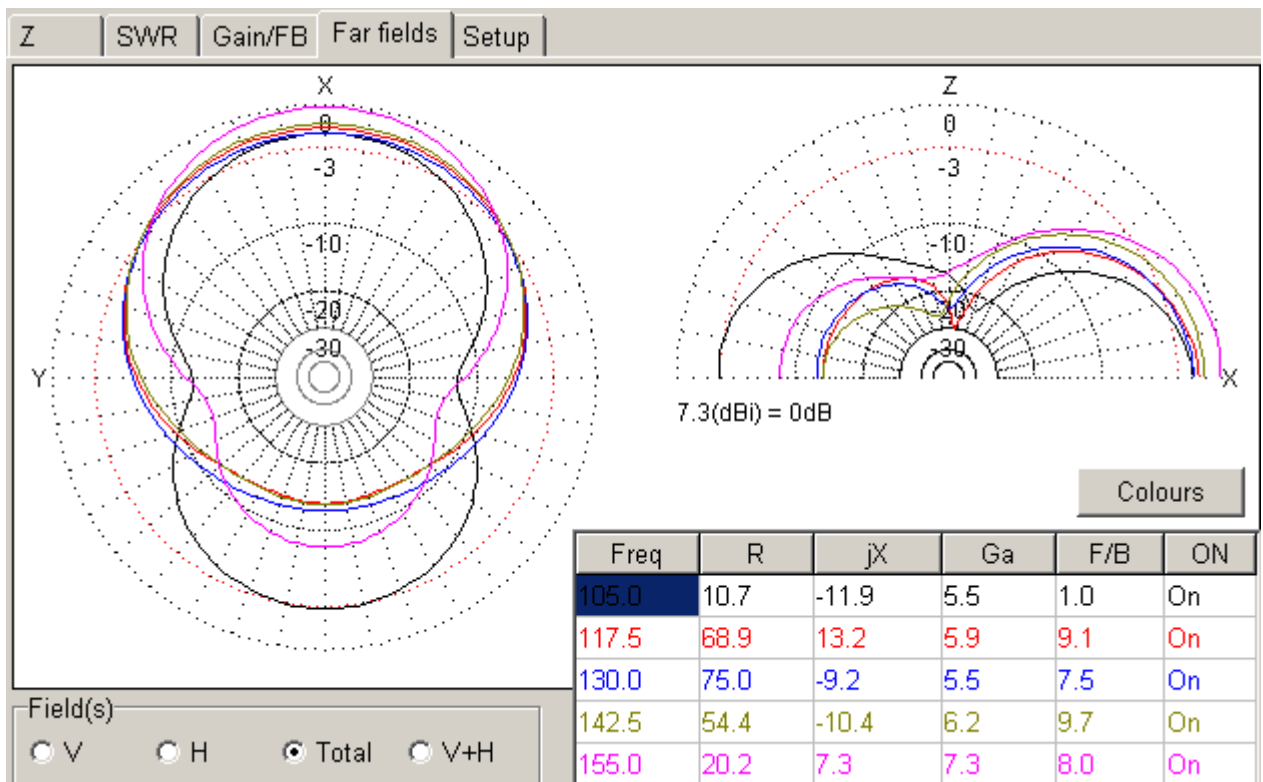 Z SWR Gain/FB Far fields Setup
X Z
0 0
-3 -3
-10 -10
-20
-30 -30
Y X
7.3(dBi) = 0dB
Colours
Freq R jX Ga F/B ON
105.0 10.7 -11.9 5.5 1.0 On
117.5 68.9 13.2 5.9 9.1 On
130.0 75.0 -9.2 5.5 7.5 On
142.5 54.4 -10.4 6.2 9.7 On
155.0 20.2 7.3 7.3 8.0 On
Field(s)
V H Total V+H